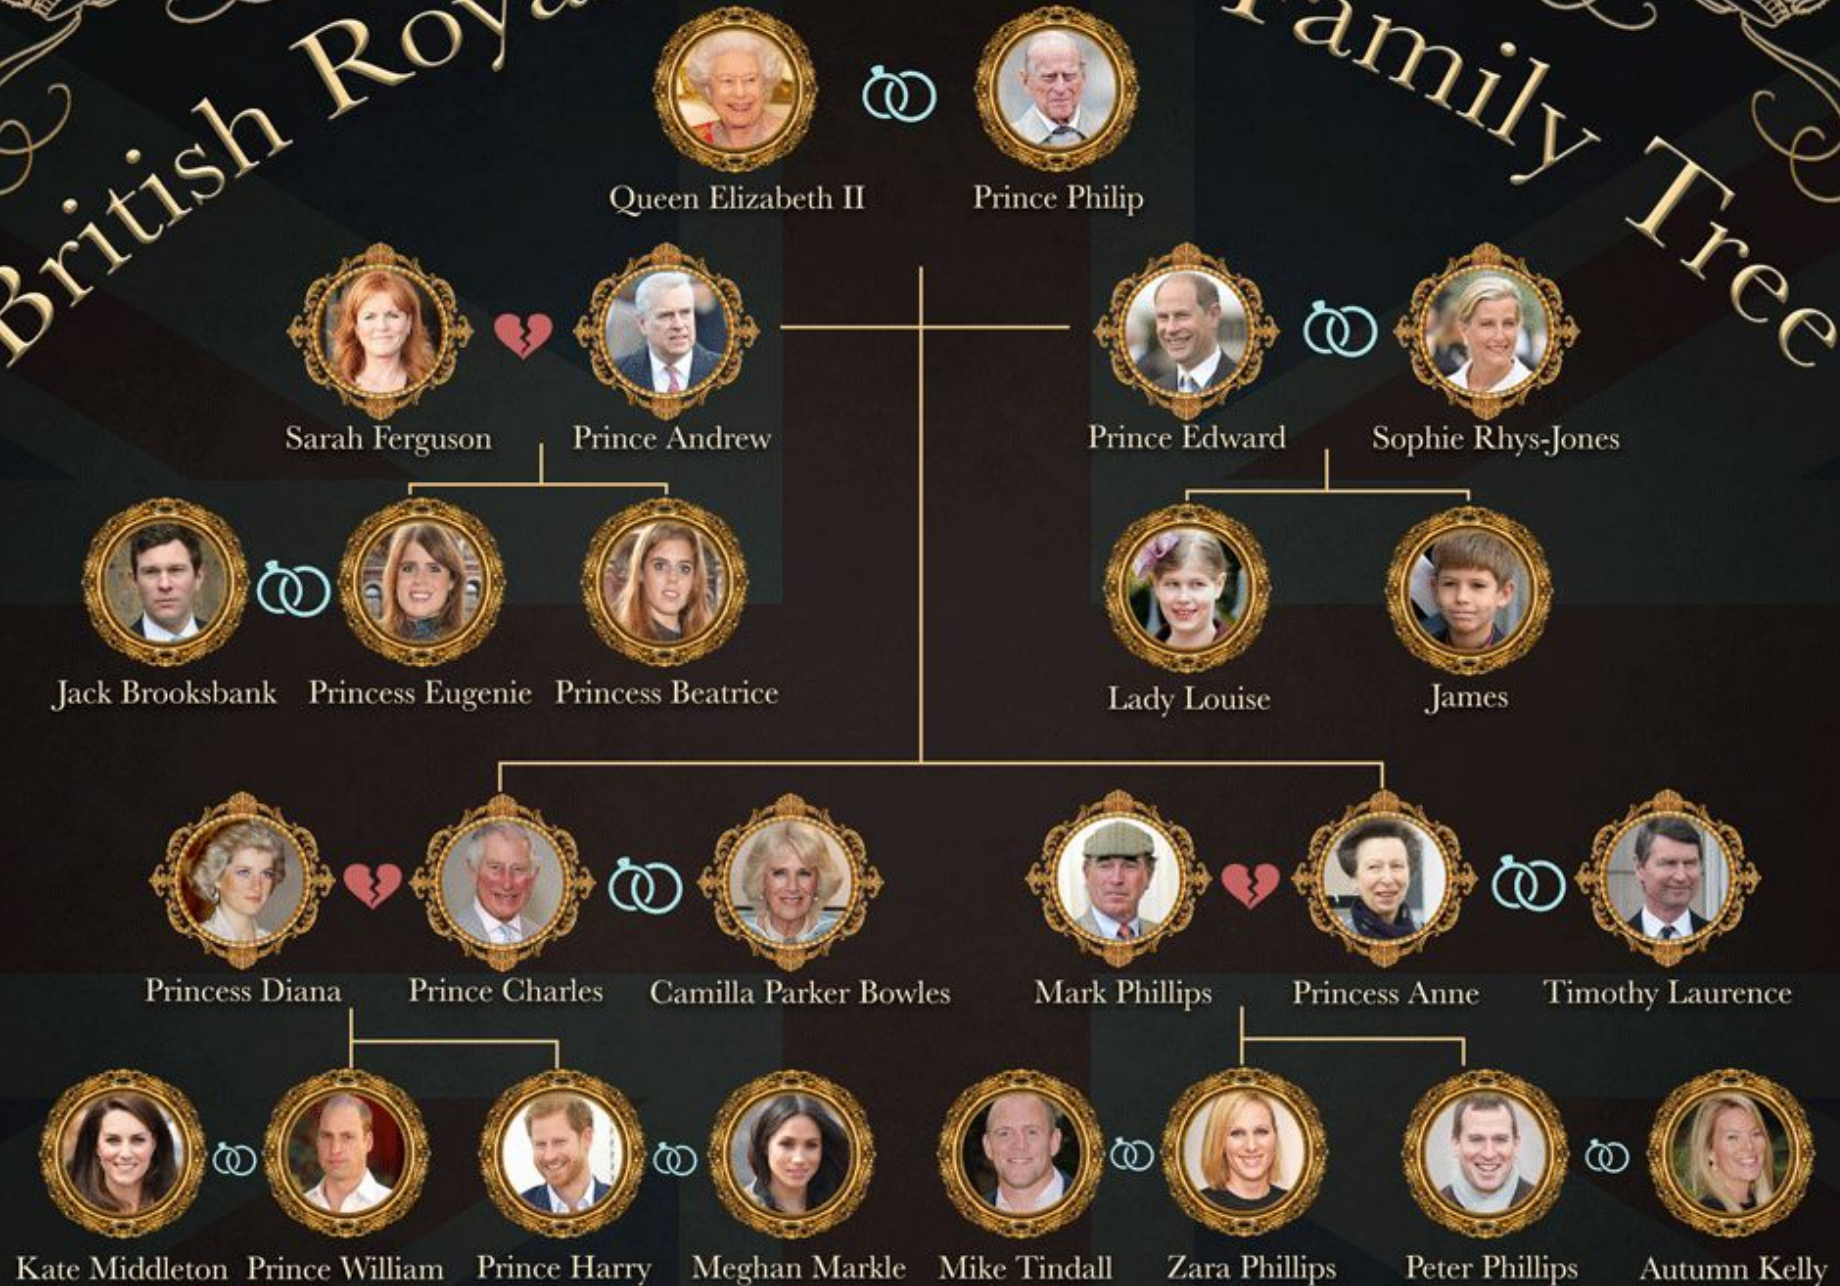 British Royal Family Tree
Queen Elizabeth II
Prince Philip
Sarah Ferguson
Prince Andrew
Prince Edward
Sophie Rhys-Jones
Jack Brooksbank
Princess Eugenie
Princess Beatrice
Lady Louise
James
Princess Diana
Prince Charles
Camilla Parker Bowles
Mark Phillips
Princess Anne
Timothy Laurence
Kate Middleton
Prince William
Prince Harry
Meghan Markle
Mike Tindall
Zara Phillips
Peter Phillips
Autumn Kelly